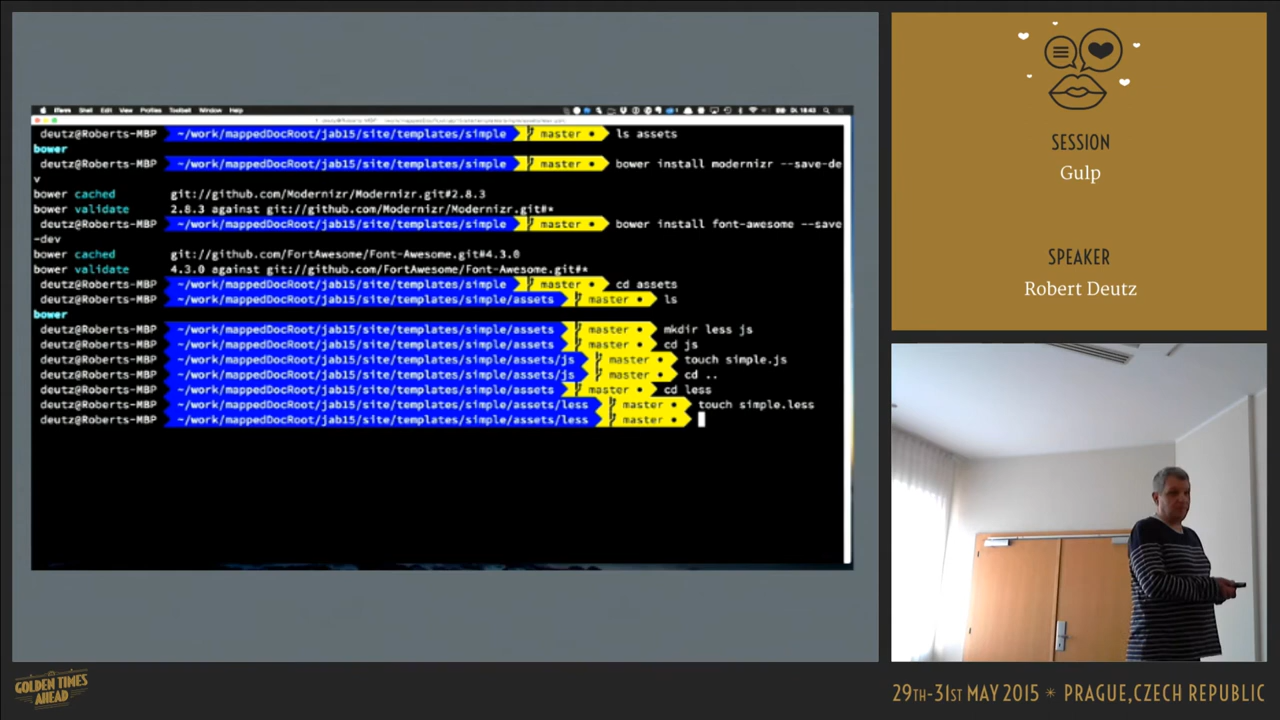 iTerm Shell Edit View Profiles Toolbelt Window Help
deutz@Roberts-MBP ~/work/mappedDocRoot/jab15/site/templates/simple master • ls assets
bower
deutz@Roberts-MBP ~/work/mappedDocRoot/jab15/site/templates/simple master • bower install modernizr --save-de
v
bower cached git://github.com/Modernizr/Modernizr.git#2.8.3
bower validate 2.8.3 against git://github.com/Modernizr/Modernizr.git#*
deutz@Roberts-MBP ~/work/mappedDocRoot/jab15/site/templates/simple master • bower install font-awesome --save
-dev
bower cached git://github.com/FortAwesome/Font-Awesome.git#4.3.0
bower validate 4.3.0 against git://github.com/FortAwesome/Font-Awesome.git#*
deutz@Roberts-MBP ~/work/mappedDocRoot/jab15/site/templates/simple master • cd assets
deutz@Roberts-MBP ~/work/mappedDocRoot/jab15/site/templates/simple/assets master • ls
bower
deutz@Roberts-MBP ~/work/mappedDocRoot/jab15/site/templates/simple/assets master • mkdir less js
deutz@Roberts-MBP ~/work/mappedDocRoot/jab15/site/templates/simple/assets master • cd js
deutz@Roberts-MBP ~/work/mappedDocRoot/jab15/site/templates/simple/assets/js master • touch simple.js
deutz@Roberts-MBP ~/work/mappedDocRoot/jab15/site/templates/simple/assets/js master • cd ..
deutz@Roberts-MBP ~/work/mappedDocRoot/jab15/site/templates/simple/assets master • cd less
deutz@Roberts-MBP ~/work/mappedDocRoot/jab15/site/templates/simple/assets/less master • touch simple.less
deutz@Roberts-MBP ~/work/mappedDocRoot/jab15/site/templates/simple/assets/less master •
SESSION
Gulp
SPEAKER
Robert Deutz
GOLDEN TIMES
AHEAD
29TH-31ST MAY 2015 * PRAGUE,CZECH REPUBLIC